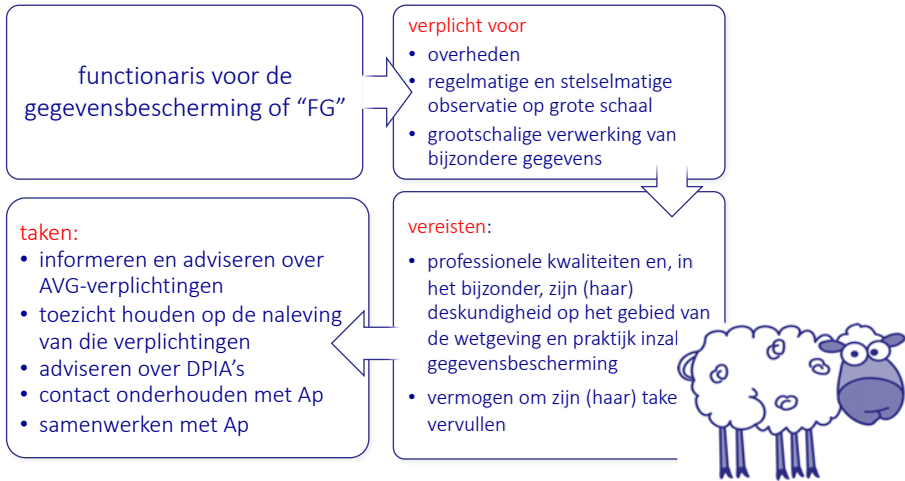 functionaris voor de
gegevensbescherming of “FG”
verplicht voor
• overheden
• regelmatige en stelselmatige
observatie op grote schaal
• grootschalige verwerking van
bijzondere gegevens
vereisten:
• professionele kwaliteiten en, in
het bijzonder, zijn (haar)
deskundigheid op het gebied van
de wetgeving en praktijk
gegevensbescherming
• vermogen om zijn (haar)
vervullen
taken:
• informeren en adviseren over
AVG-verplichtingen
• toezicht houden op de naleving
van die verplichtingen
• adviseren over DPIA’s
• contact onderhouden met Ap
• samenwerken met Ap